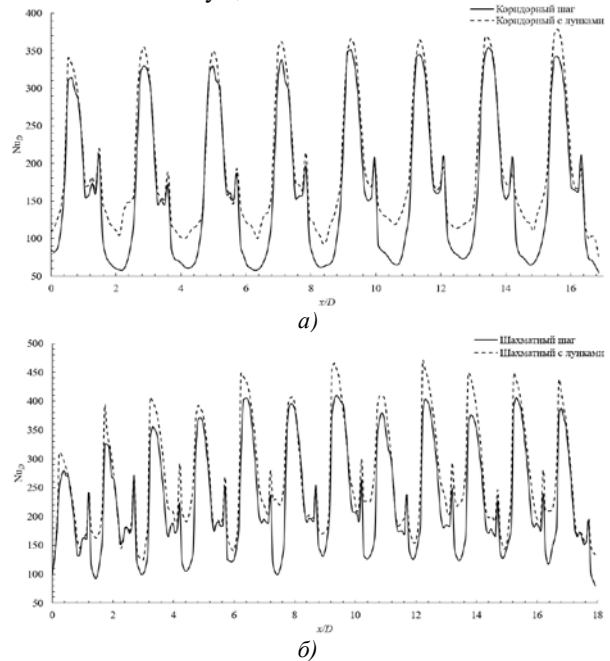 Коридорный шаг
Коридорный с лунками
400
350
300
250
200
150
100
50
Nu_D
0 2 4 6 8 10 12 14 16
x/D
а)
Шахматный шаг
Шахматный с лунками
500
450
400
350
300
250
200
150
100
50
Nu_D
0 2 4 6 8 10 12 14 16 18
x/D
б)